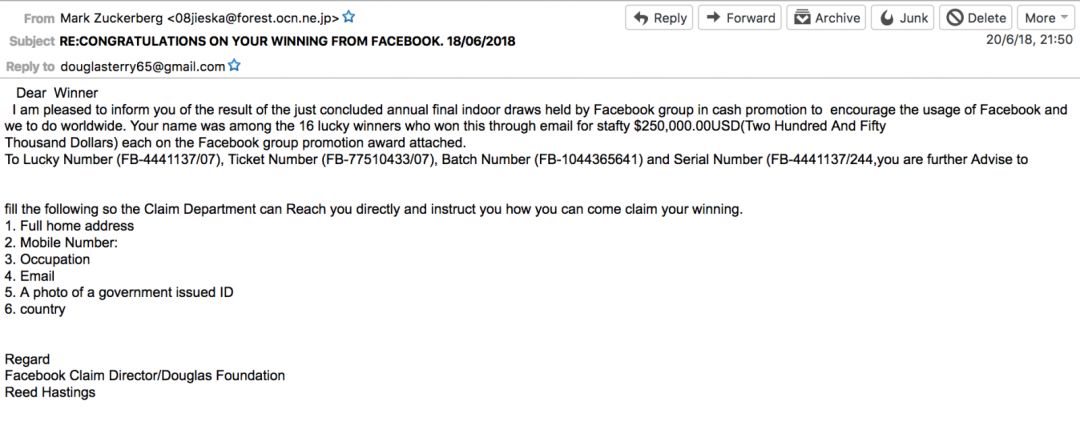 From Mark Zuckerberg <08jieska@forest.ocn.ne.jp>
Reply Forward Archive Junk Delete More
Subject RE:CONGRATULATIONS ON YOUR WINNING FROM FACEBOOK. 18/06/2018
20/6/18, 21:50
Reply to douglasterry65@gmail.com
Dear Winner
I am pleased to inform you of the result of the just concluded annual final indoor draws held by Facebook group in cash promotion to encourage the usage of Facebook and
we to do worldwide. Your name was among the 16 lucky winners who won this through email for stafty $250,000.00USD(Two Hundred And Fifty
Thousand Dollars) each on the Facebook group promotion award attached.
To Lucky Number (FB-4441137/07), Ticket Number (FB-77510433/07), Batch Number (FB-1044365641) and Serial Number (FB-4441137/244,you are further Advise to
fill the following so the Claim Department can Reach you directly and instruct you how you can come claim your winning.
1. Full home address
2. Mobile Number:
3. Occupation
4. Email
5. A photo of a government issued ID
6. country
Regard
Facebook Claim Director/Douglas Foundation
Reed Hastings